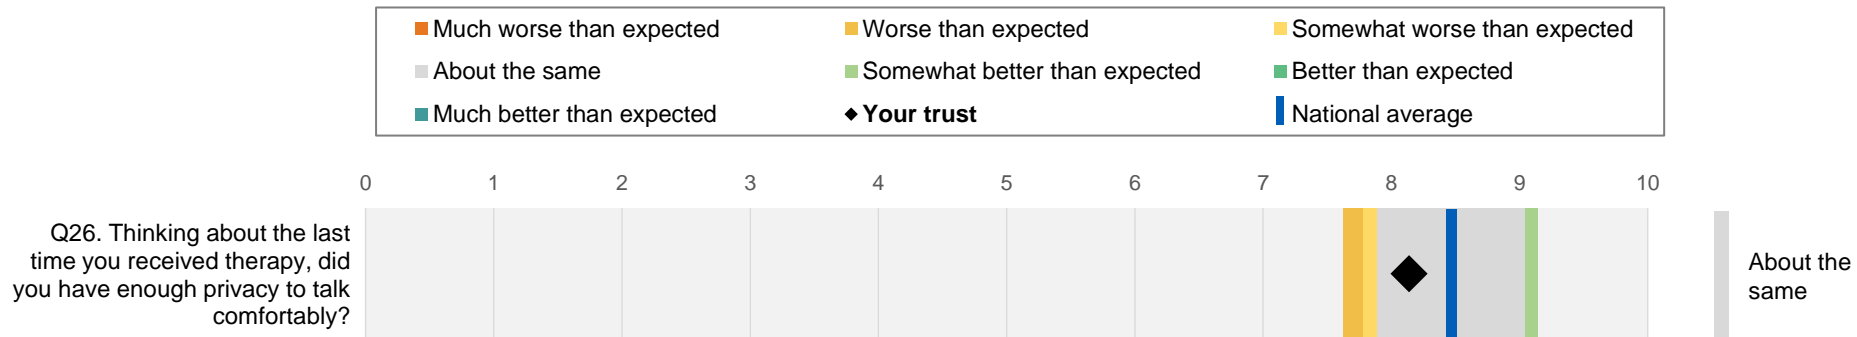 Much worse than expected
Worse than expected
Somewhat worse than expected
About the same
Somewhat better than expected
Better than expected
Much better than expected
Your trust
National average
0 1 2 3 4 5 6 7 8 9 10
Q26. Thinking about the last
time you received therapy, did
you have enough privacy to talk
comfortably?
About the
same